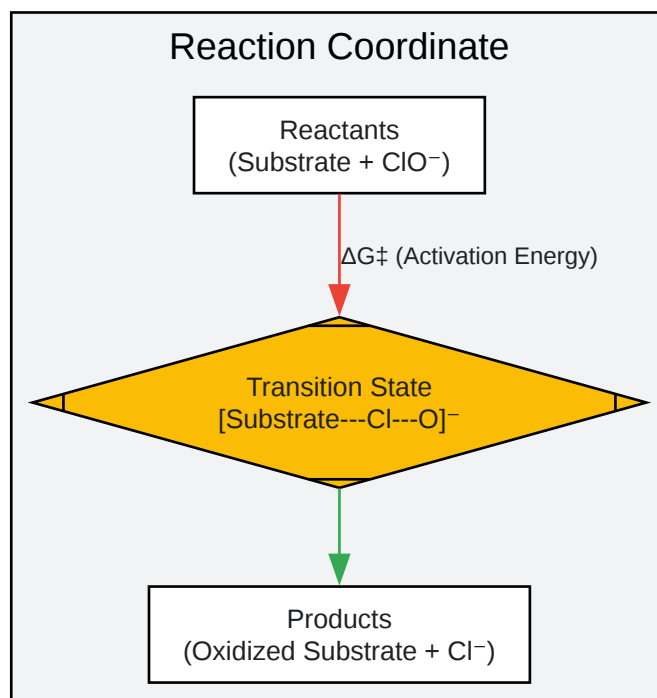 Reaction Coordinate
Reactants
(Substrate + ClO⁻)
ΔG‡ (Activation Energy)
Transition State
[Substrate---Cl---O]⁻
Products
(Oxidized Substrate + Cl⁻)